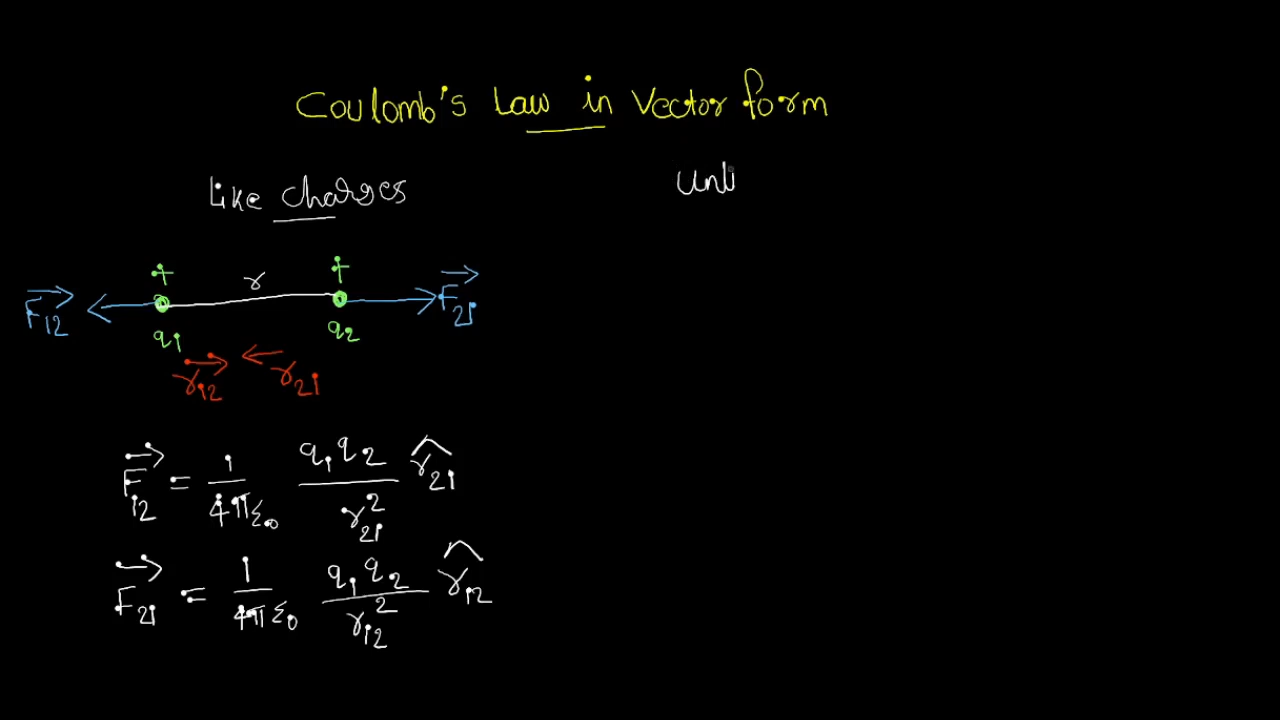 Coulomb's Law in Vector form
Like charges
Unli
+ r +
F₁₂ F₂₁
q₁ q₂
r₁₂ r₂₁
F₁₂ = 1/4πε₀ q₁q₂/r₂₁² r̂₂₁
F₂₁ = 1/4πε₀ q₁q₂/r₁₂² r̂₁₂